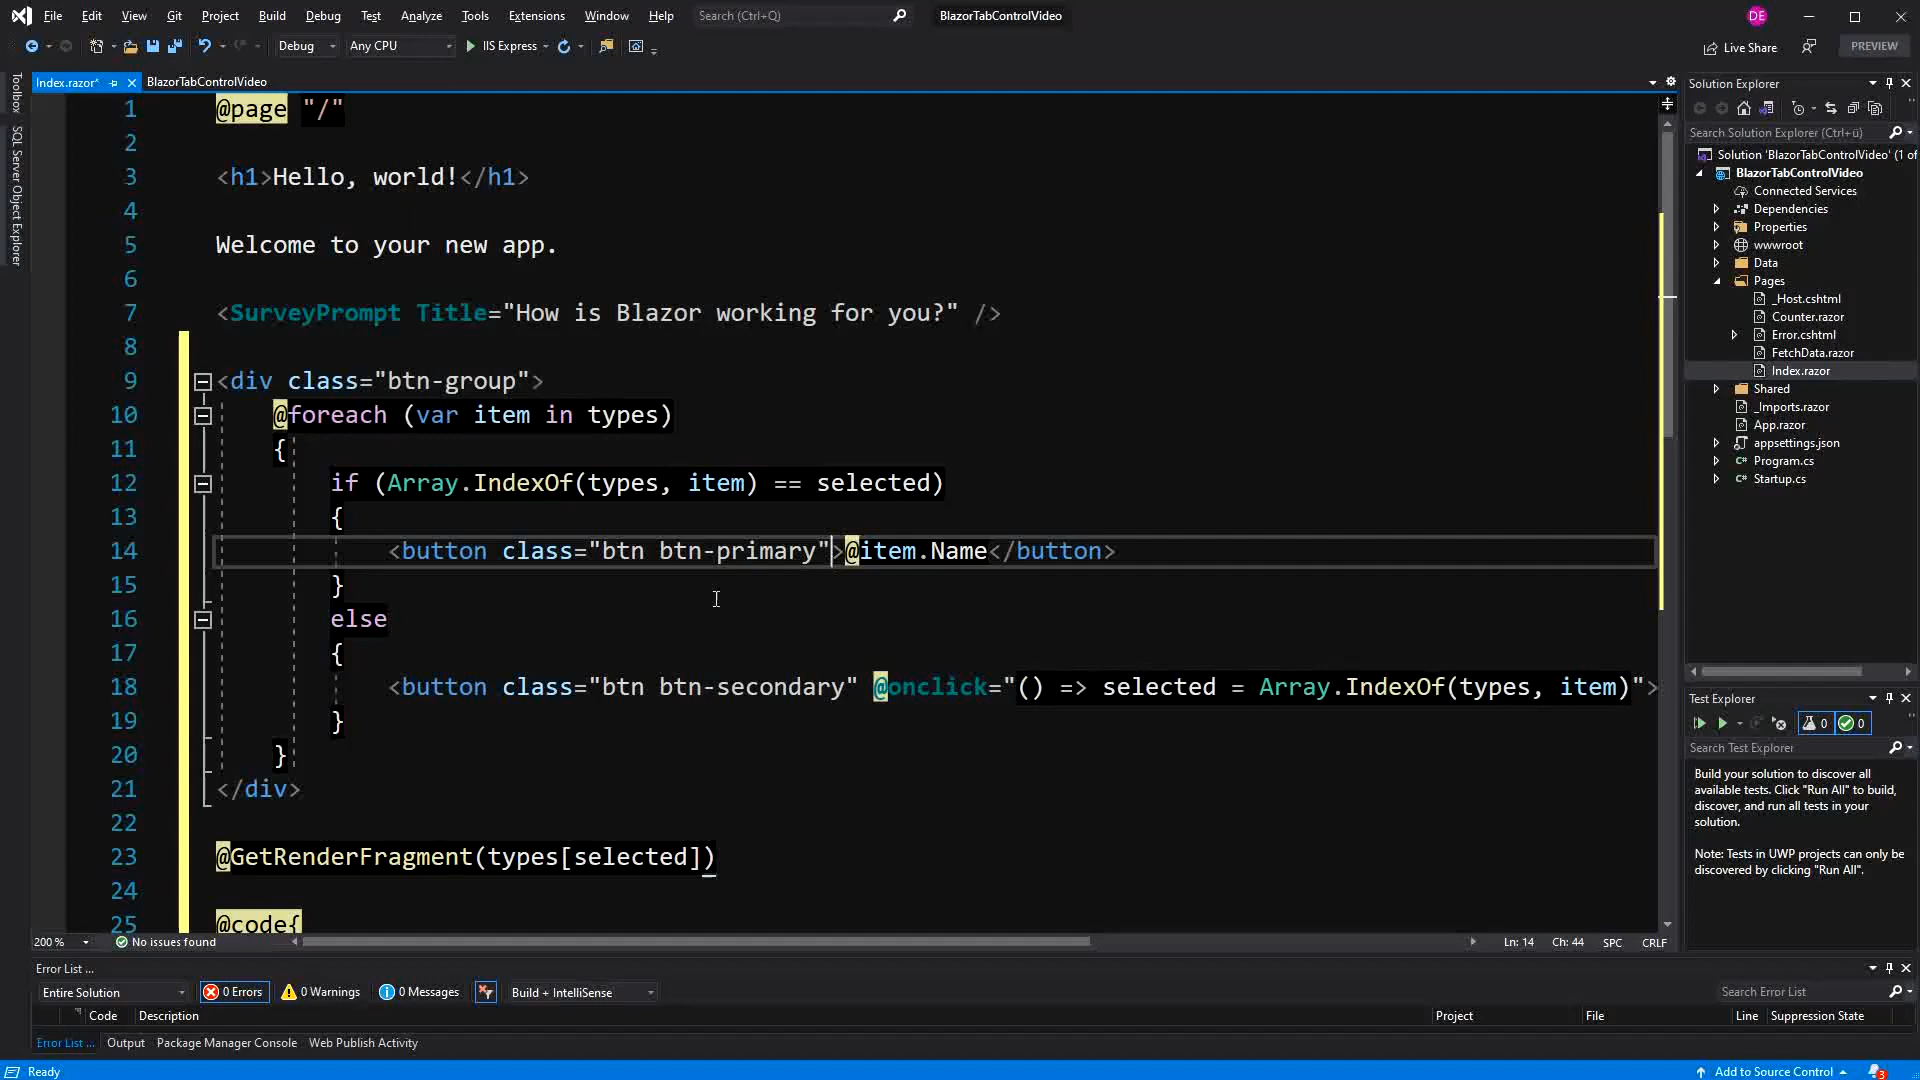 File Edit View Git Project Build Debug Test Analyze Tools Extensions Window Help Search (Ctrl+Q) BlazorTabControlVideo DE
Debug Any CPU IIS Express Live Share PREVIEW
Toolbox
SQL Server Object Explorer
Index.razor* BlazorTabControlVideo
1 @page "/"
2
3 <h1>Hello, world!</h1>
4
5 Welcome to your new app.
6
7 <SurveyPrompt Title="How is Blazor working for you?" />
8
9 <div class="btn-group">
10 @foreach (var item in types)
11 {
12 if (Array.IndexOf(types, item) == selected)
13 {
14 <button class="btn btn-primary">@item.Name</button>
15 }
16 else
17 {
18 <button class="btn btn-secondary" @onclick="() => selected = Array.IndexOf(types, item)">
19 }
20 }
21 </div>
22
23 @GetRenderFragment(types[selected])
24
25 @code{
200 % No issues found Ln: 14 Ch: 44 SPC CRLF
Solution Explorer
Search Solution Explorer (Ctrl+ü)
Solution 'BlazorTabControlVideo' (1 of
BlazorTabControlVideo
Connected Services
Dependencies
Properties
wwwroot
Data
Pages
_Host.cshtml
Counter.razor
Error.cshtml
FetchData.razor
Index.razor
Shared
_Imports.razor
App.razor
appsettings.json
C# Program.cs
C# Startup.cs
Test Explorer
0 0
Search Test Explorer
Build your solution to discover all
available tests. Click "Run All" to build,
discover, and run all tests in your
solution.
Note: Tests in UWP projects can only be
discovered by clicking "Run All".
Error List ...
Entire Solution 0 Errors 0 Warnings 0 Messages Build + IntelliSense Search Error List
Code Description Project File Line Suppression State
Error List ... Output Package Manager Console Web Publish Activity
Ready Add to Source Control 3